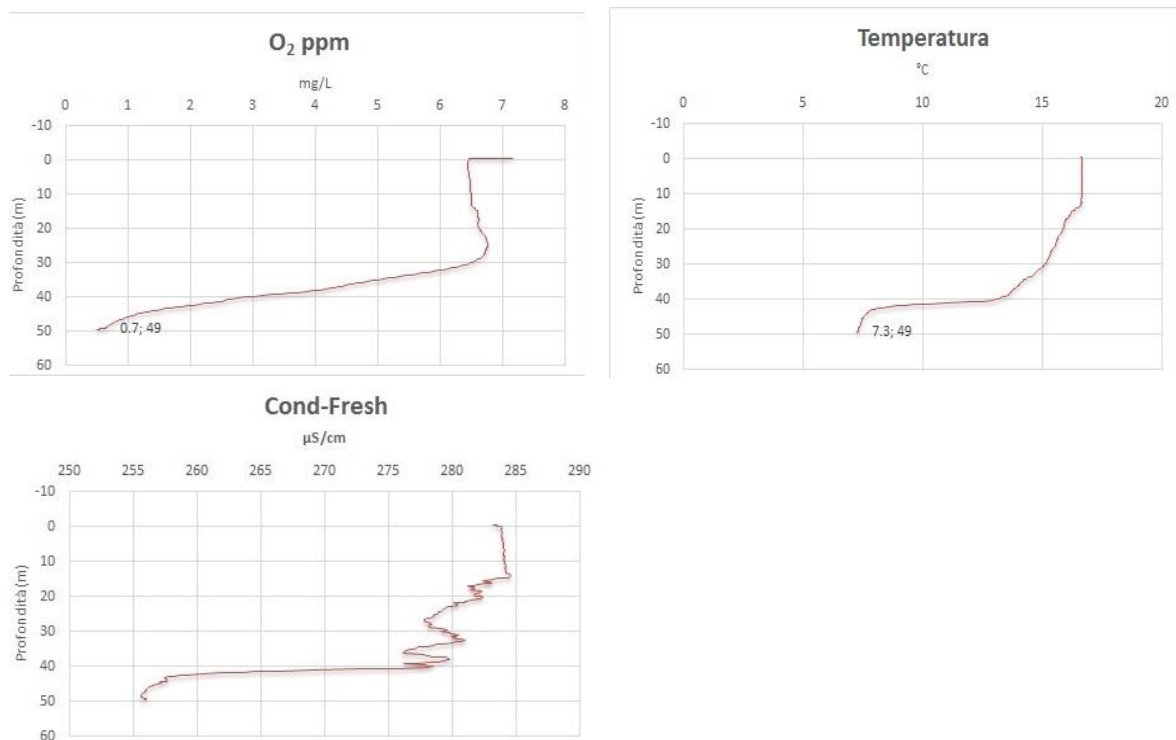 O₂ ppm
mg/L
0 1 2 3 4 5 6 7 8
-10
0
10
20
30
40
50
60
Profondità (m)
0.7; 49
Temperatura
°C
0 5 10 15 20
-10
0
10
20
30
40
50
60
Profondità (m)
7.3; 49
Cond-Fresh
µS/cm
250 255 260 265 270 275 280 285 290
-10
0
10
20
30
40
50
60
Profondità (m)